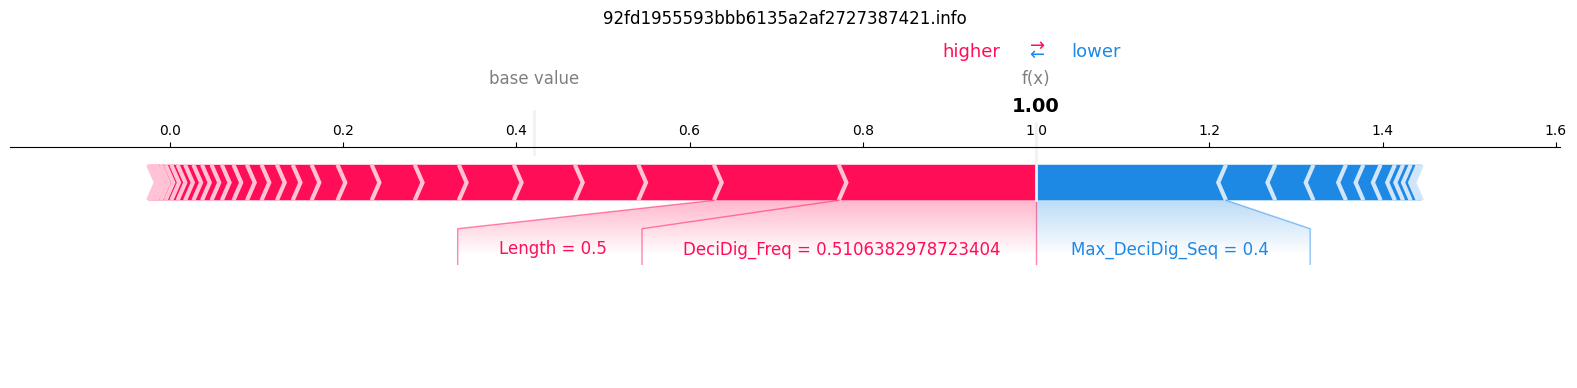 92fd1955593bbb6135a2af2727387421.info
higher ⇄ lower
base value f(x)
1.00
0.0 0.2 0.4 0.6 0.8 1.0 1.2 1.4 1.6
Length = 0.5 DeciDig_Freq = 0.5106382978723404 Max_DeciDig_Seq = 0.4